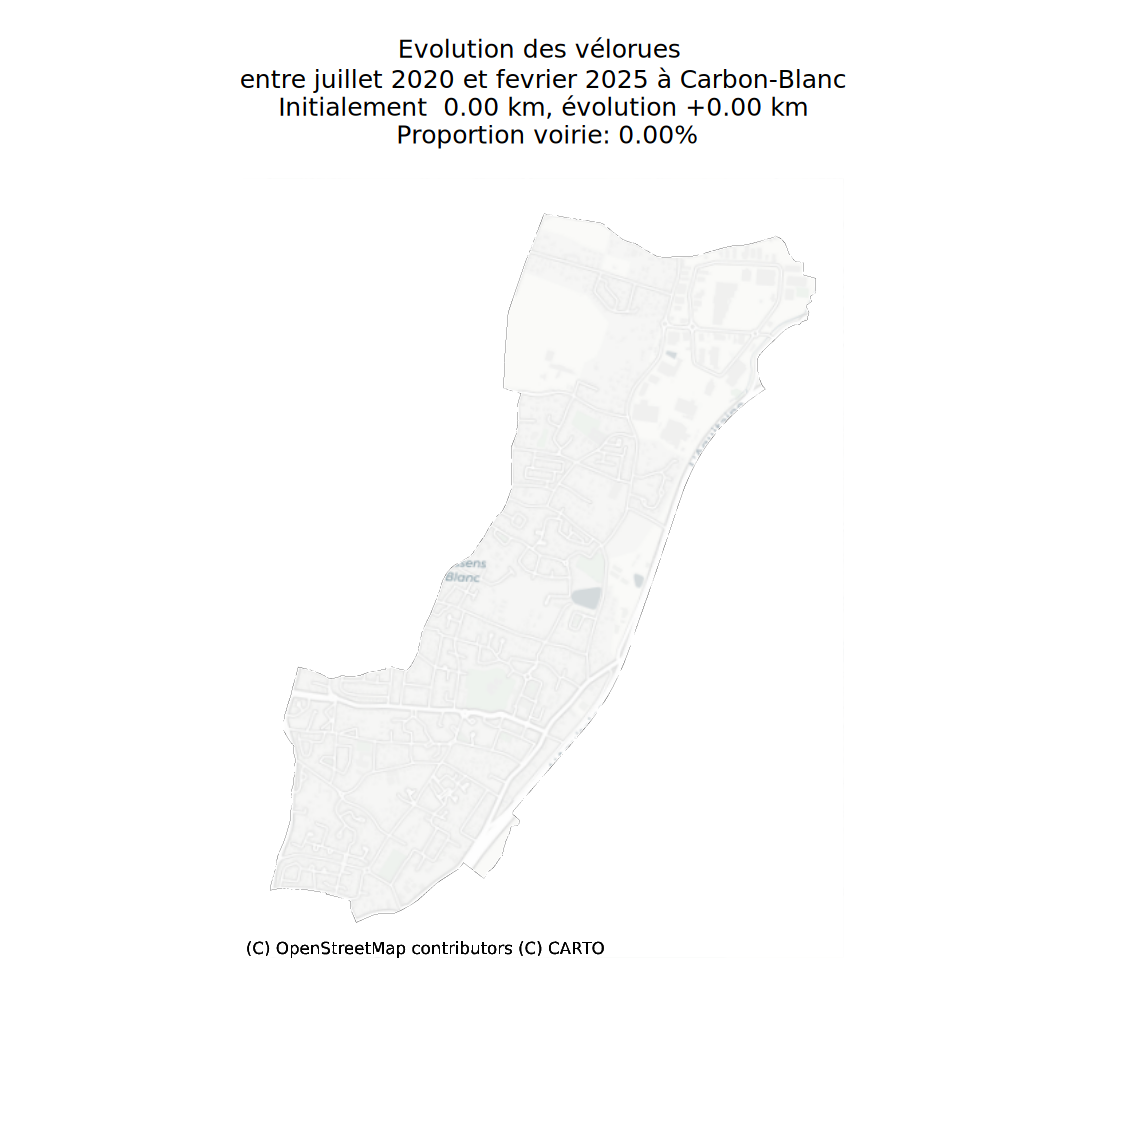 Evolution des vélorues
entre juillet 2020 et fevrier 2025 à Carbon-Blanc
Initialement  0.00 km, évolution +0.00 km
Proportion voirie: 0.00%
Blanc
(C) OpenStreetMap contributors (C) CARTO